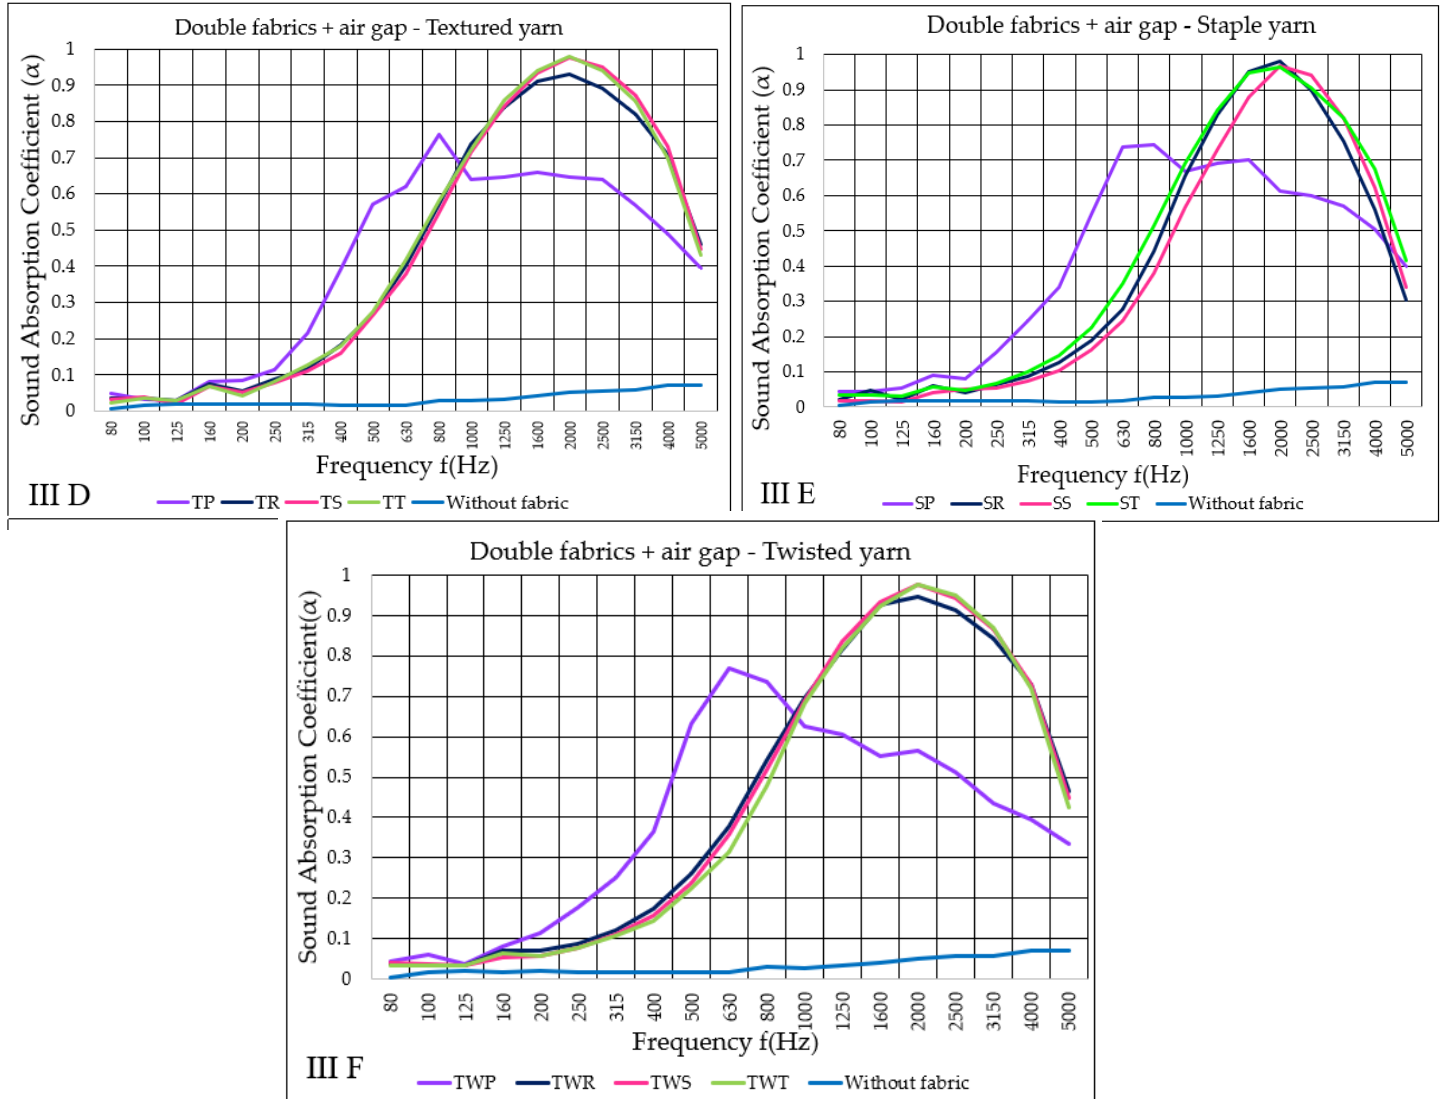 Double fabrics + air gap - Textured yarn
Sound Absorption Coefficient (α)
1
0.9
0.8
0.7
0.6
0.5
0.4
0.3
0.2
0.1
0
80 100 125 160 200 250 315 400 500 630 800 1000 1250 1600 2000 2500 3150 4000 5000
Frequency f(Hz)
III D
TP TR TS TT Without fabric
Double fabrics + air gap - Staple yarn
Sound Absorption Coefficient (α)
1
0.9
0.8
0.7
0.6
0.5
0.4
0.3
0.2
0.1
0
80 100 125 160 200 250 315 400 500 630 800 1000 1250 1600 2000 2500 3150 4000 5000
Frequency f(Hz)
III E
SP SR SS ST Without fabric
Double fabrics + air gap - Twisted yarn
Sound Absorption Coefficient(α)
1
0.9
0.8
0.7
0.6
0.5
0.4
0.3
0.2
0.1
0
80 100 125 160 200 250 315 400 500 630 800 1000 1250 1600 2000 2500 3150 4000 5000
Frequency f(Hz)
III F
TWP TWR TWS TWT Without fabric